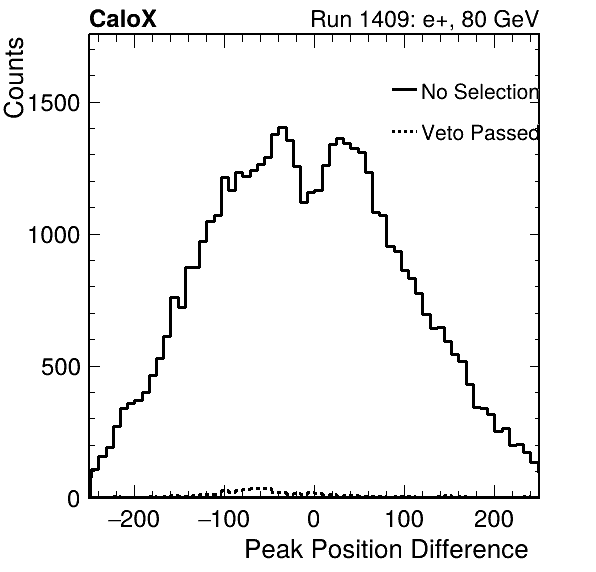 CaloX Run 1409: e+, 80 GeV
Counts
1500
No Selection
Veto Passed
1000
500
0
−200 −100 0 100 200
Peak Position Difference